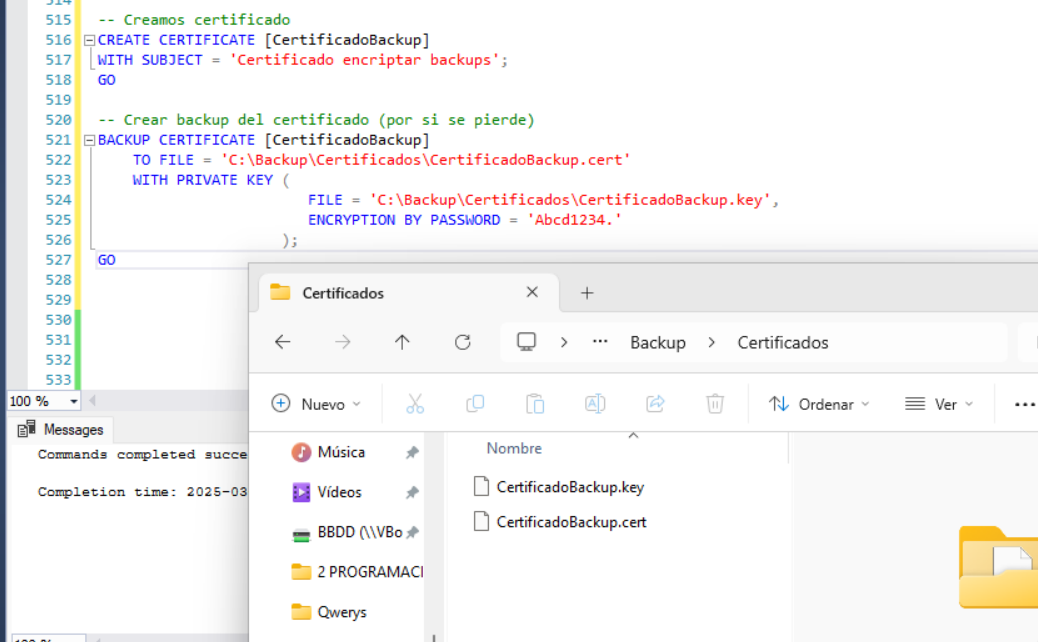 514
515 -- Creamos certificado
516 CREATE CERTIFICATE [CertificadoBackup]
517 WITH SUBJECT = 'Certificado encriptar backups';
518 GO
519
520 -- Crear backup del certificado (por si se pierde)
521 BACKUP CERTIFICATE [CertificadoBackup]
522 TO FILE = 'C:\Backup\Certificados\CertificadoBackup.cert'
523 WITH PRIVATE KEY (
524 FILE = 'C:\Backup\Certificados\CertificadoBackup.key',
525 ENCRYPTION BY PASSWORD = 'Abcd1234.'
526 );
527 GO
528
529
530
531
532
533
100 %
Messages
Commands completed succe
Completion time: 2025-03
Certificados
Backup > Certificados
Nuevo
Ordenar
Ver
Música
Vídeos
BBDD (\\VBo
2 PROGRAMACI
Qwerys
Nombre
CertificadoBackup.key
CertificadoBackup.cert